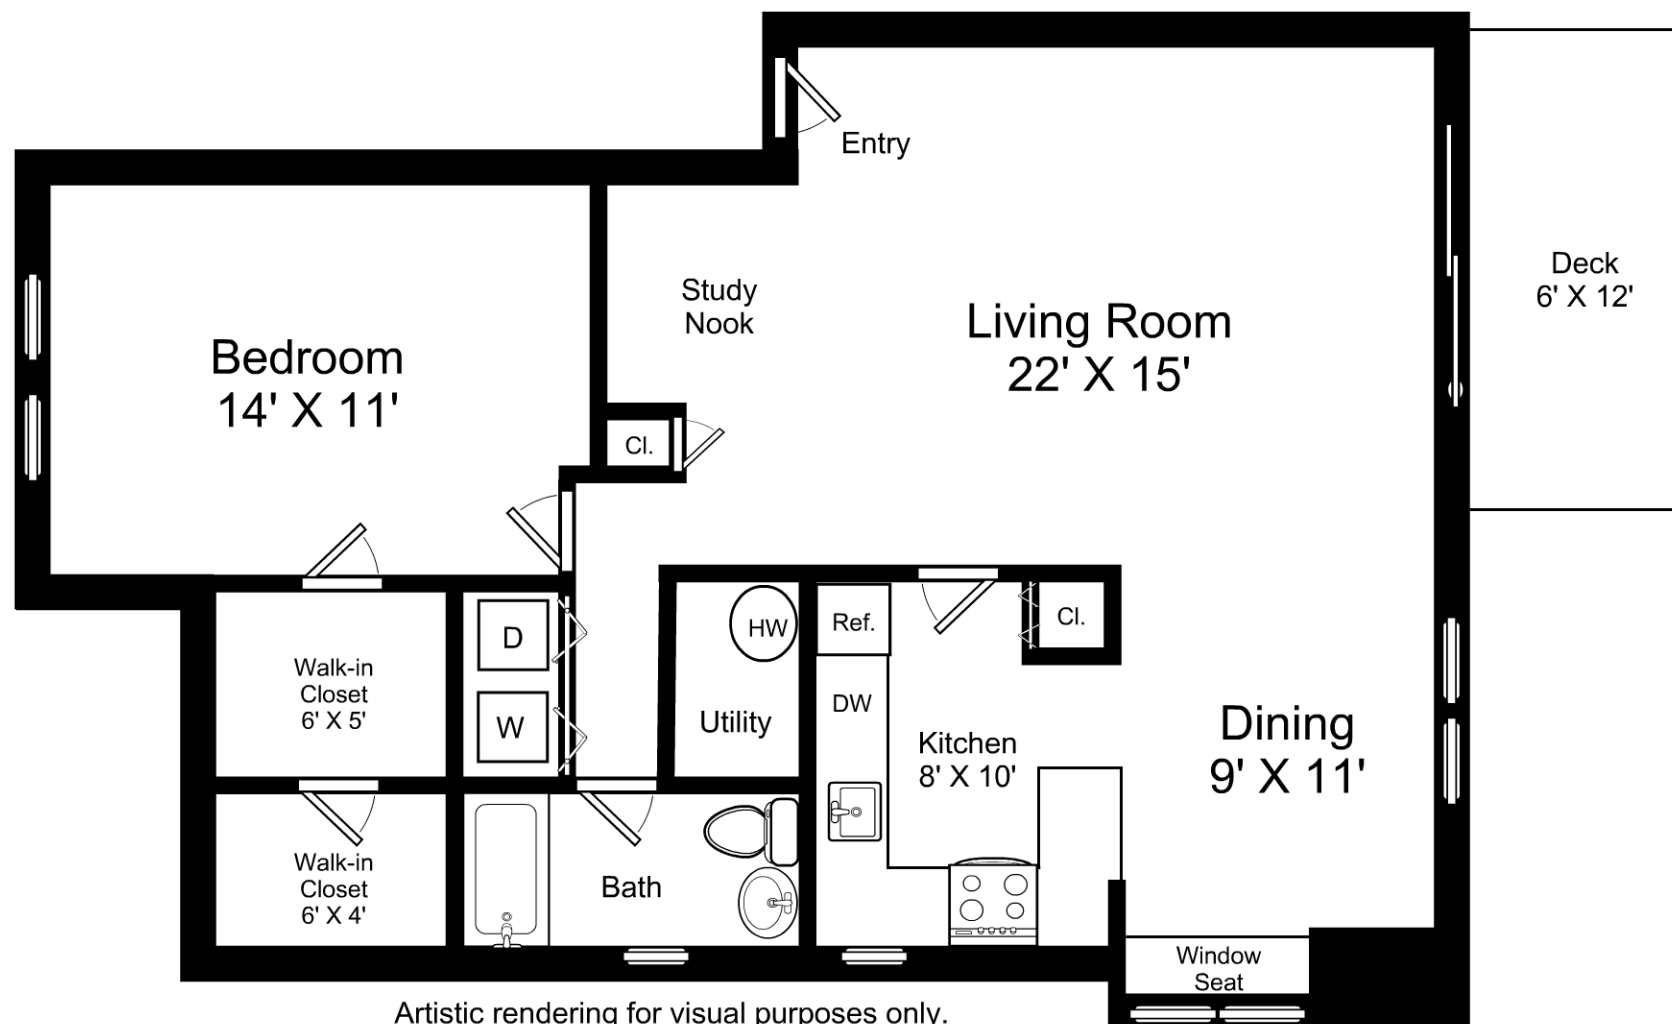 Entry
Deck
6' X 12'
Study
Nook
Living Room
22' X 15'
Bedroom
14' X 11'
Cl.
D
HW
Ref.
Cl.
Walk-in
Closet
6' X 5'
W
Utility
DW
Kitchen
8' X 10'
Dining
9' X 11'
Walk-in
Closet
6' X 4'
Bath
Window
Seat
Artistic rendering for visual purposes only.